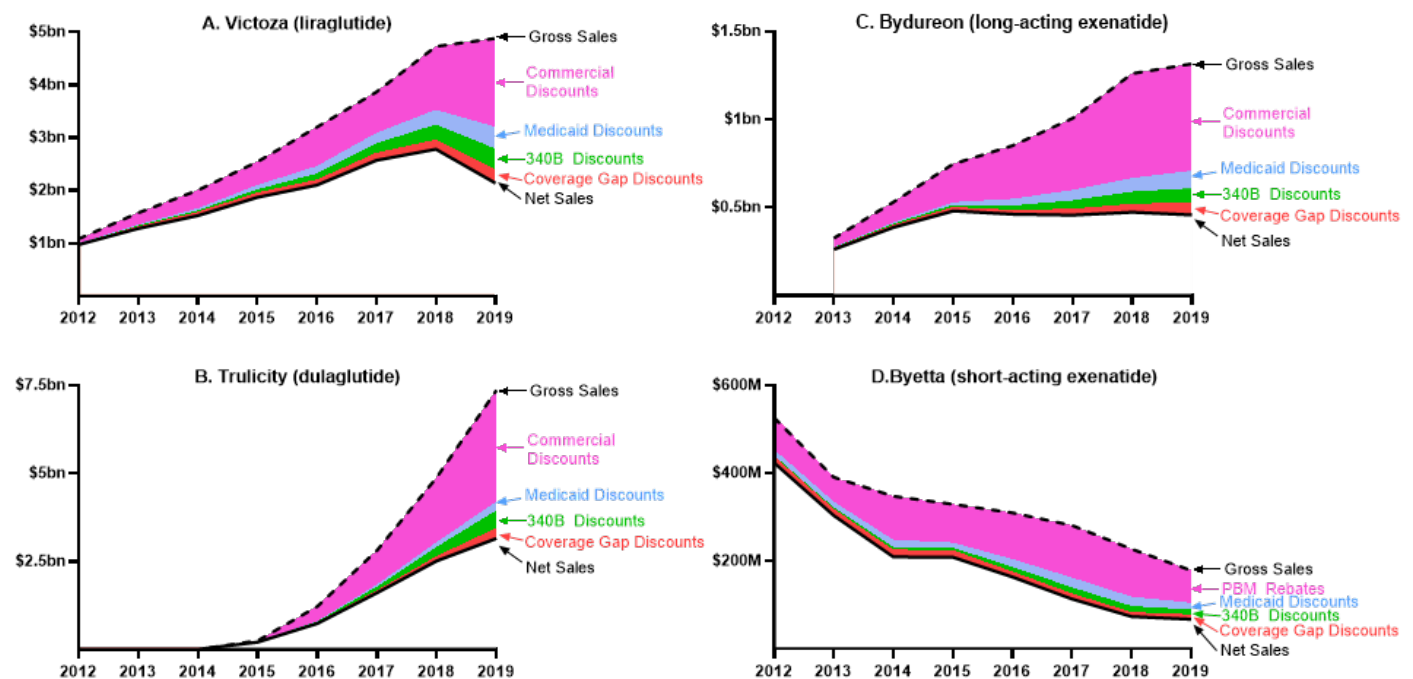 A. Victoza (liraglutide)
$5bn
$4bn
$3bn
$2bn
$1bn
2012 2013 2014 2015 2016 2017 2018 2019
Gross Sales
Commercial
Discounts
Medicaid Discounts
340B Discounts
Coverage Gap Discounts
Net Sales
C. Bydureon (long-acting exenatide)
$1.5bn
$1bn
$0.5bn
2012 2013 2014 2015 2016 2017 2018 2019
Gross Sales
Commercial
Discounts
Medicaid Discounts
340B Discounts
Coverage Gap Discounts
Net Sales
B. Trulicity (dulaglutide)
$7.5bn
$5bn
$2.5bn
2012 2013 2014 2015 2016 2017 2018 2019
Gross Sales
Commercial
Discounts
Medicaid Discounts
340B Discounts
Coverage Gap Discounts
Net Sales
D.Byetta (short-acting exenatide)
$600M
$400M
$200M
2012 2013 2014 2015 2016 2017 2018 2019
Gross Sales
PBM Rebates
Medicaid Discounts
340B Discounts
Coverage Gap Discounts
Net Sales